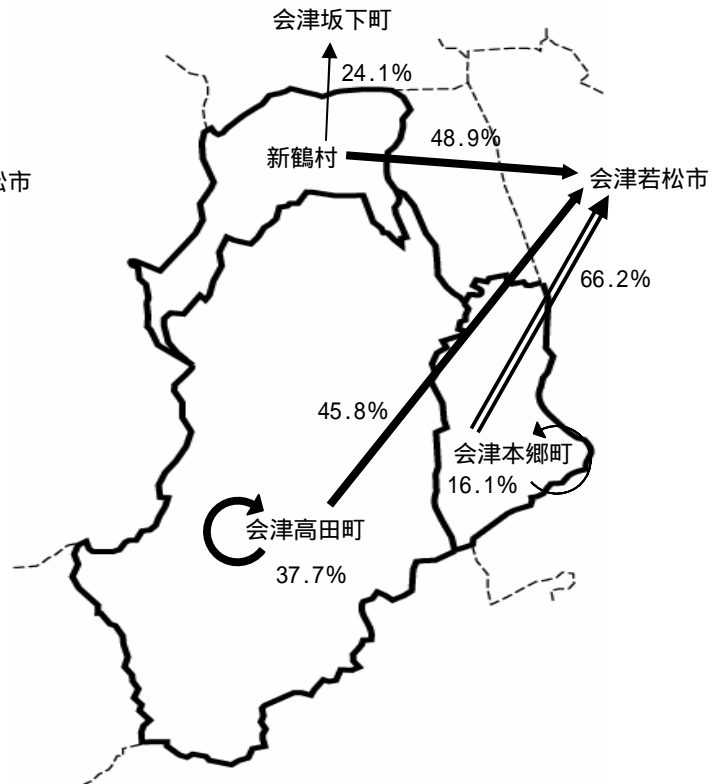 会津坂下町
24.1%
48.9%
新鶴村
会津若松市
松市
66.2%
45.8%
会津本郷町
16.1%
会津高田町
37.7%